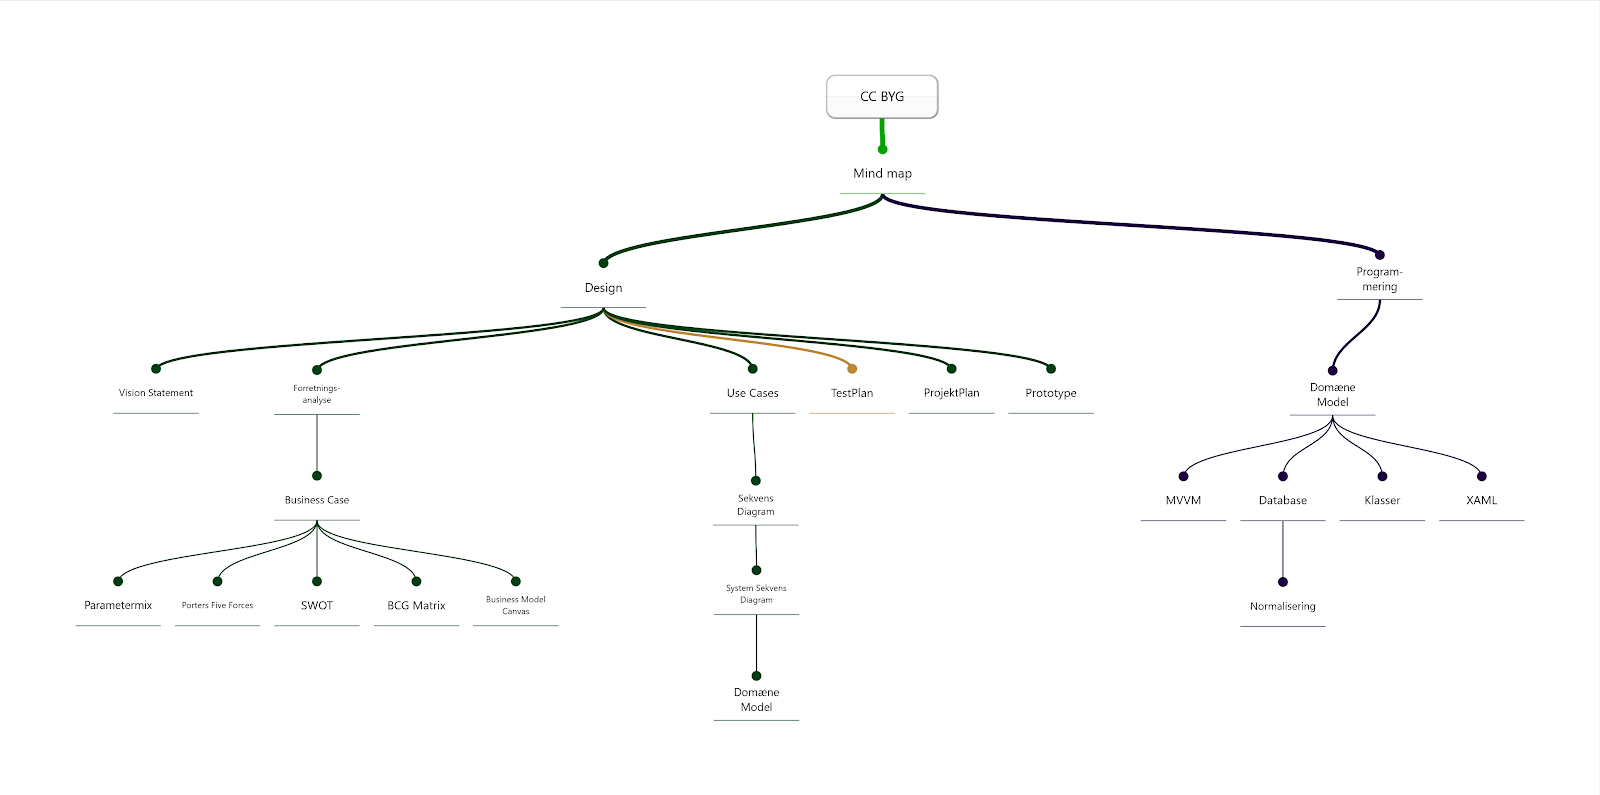 CC BYG
Mind map
Design
Program-
mering
Vision Statement
Forretnings-
analyse
Use Cases
TestPlan
ProjektPlan
Prototype
Domæne
Model
Business Case
Sekvens
Diagram
MVVM
Database
Klasser
XAML
Parametermix
Porters Five Forces
SWOT
BCG Matrix
Business Model
Canvas
System Sekvens
Diagram
Normalisering
Domæne
Model